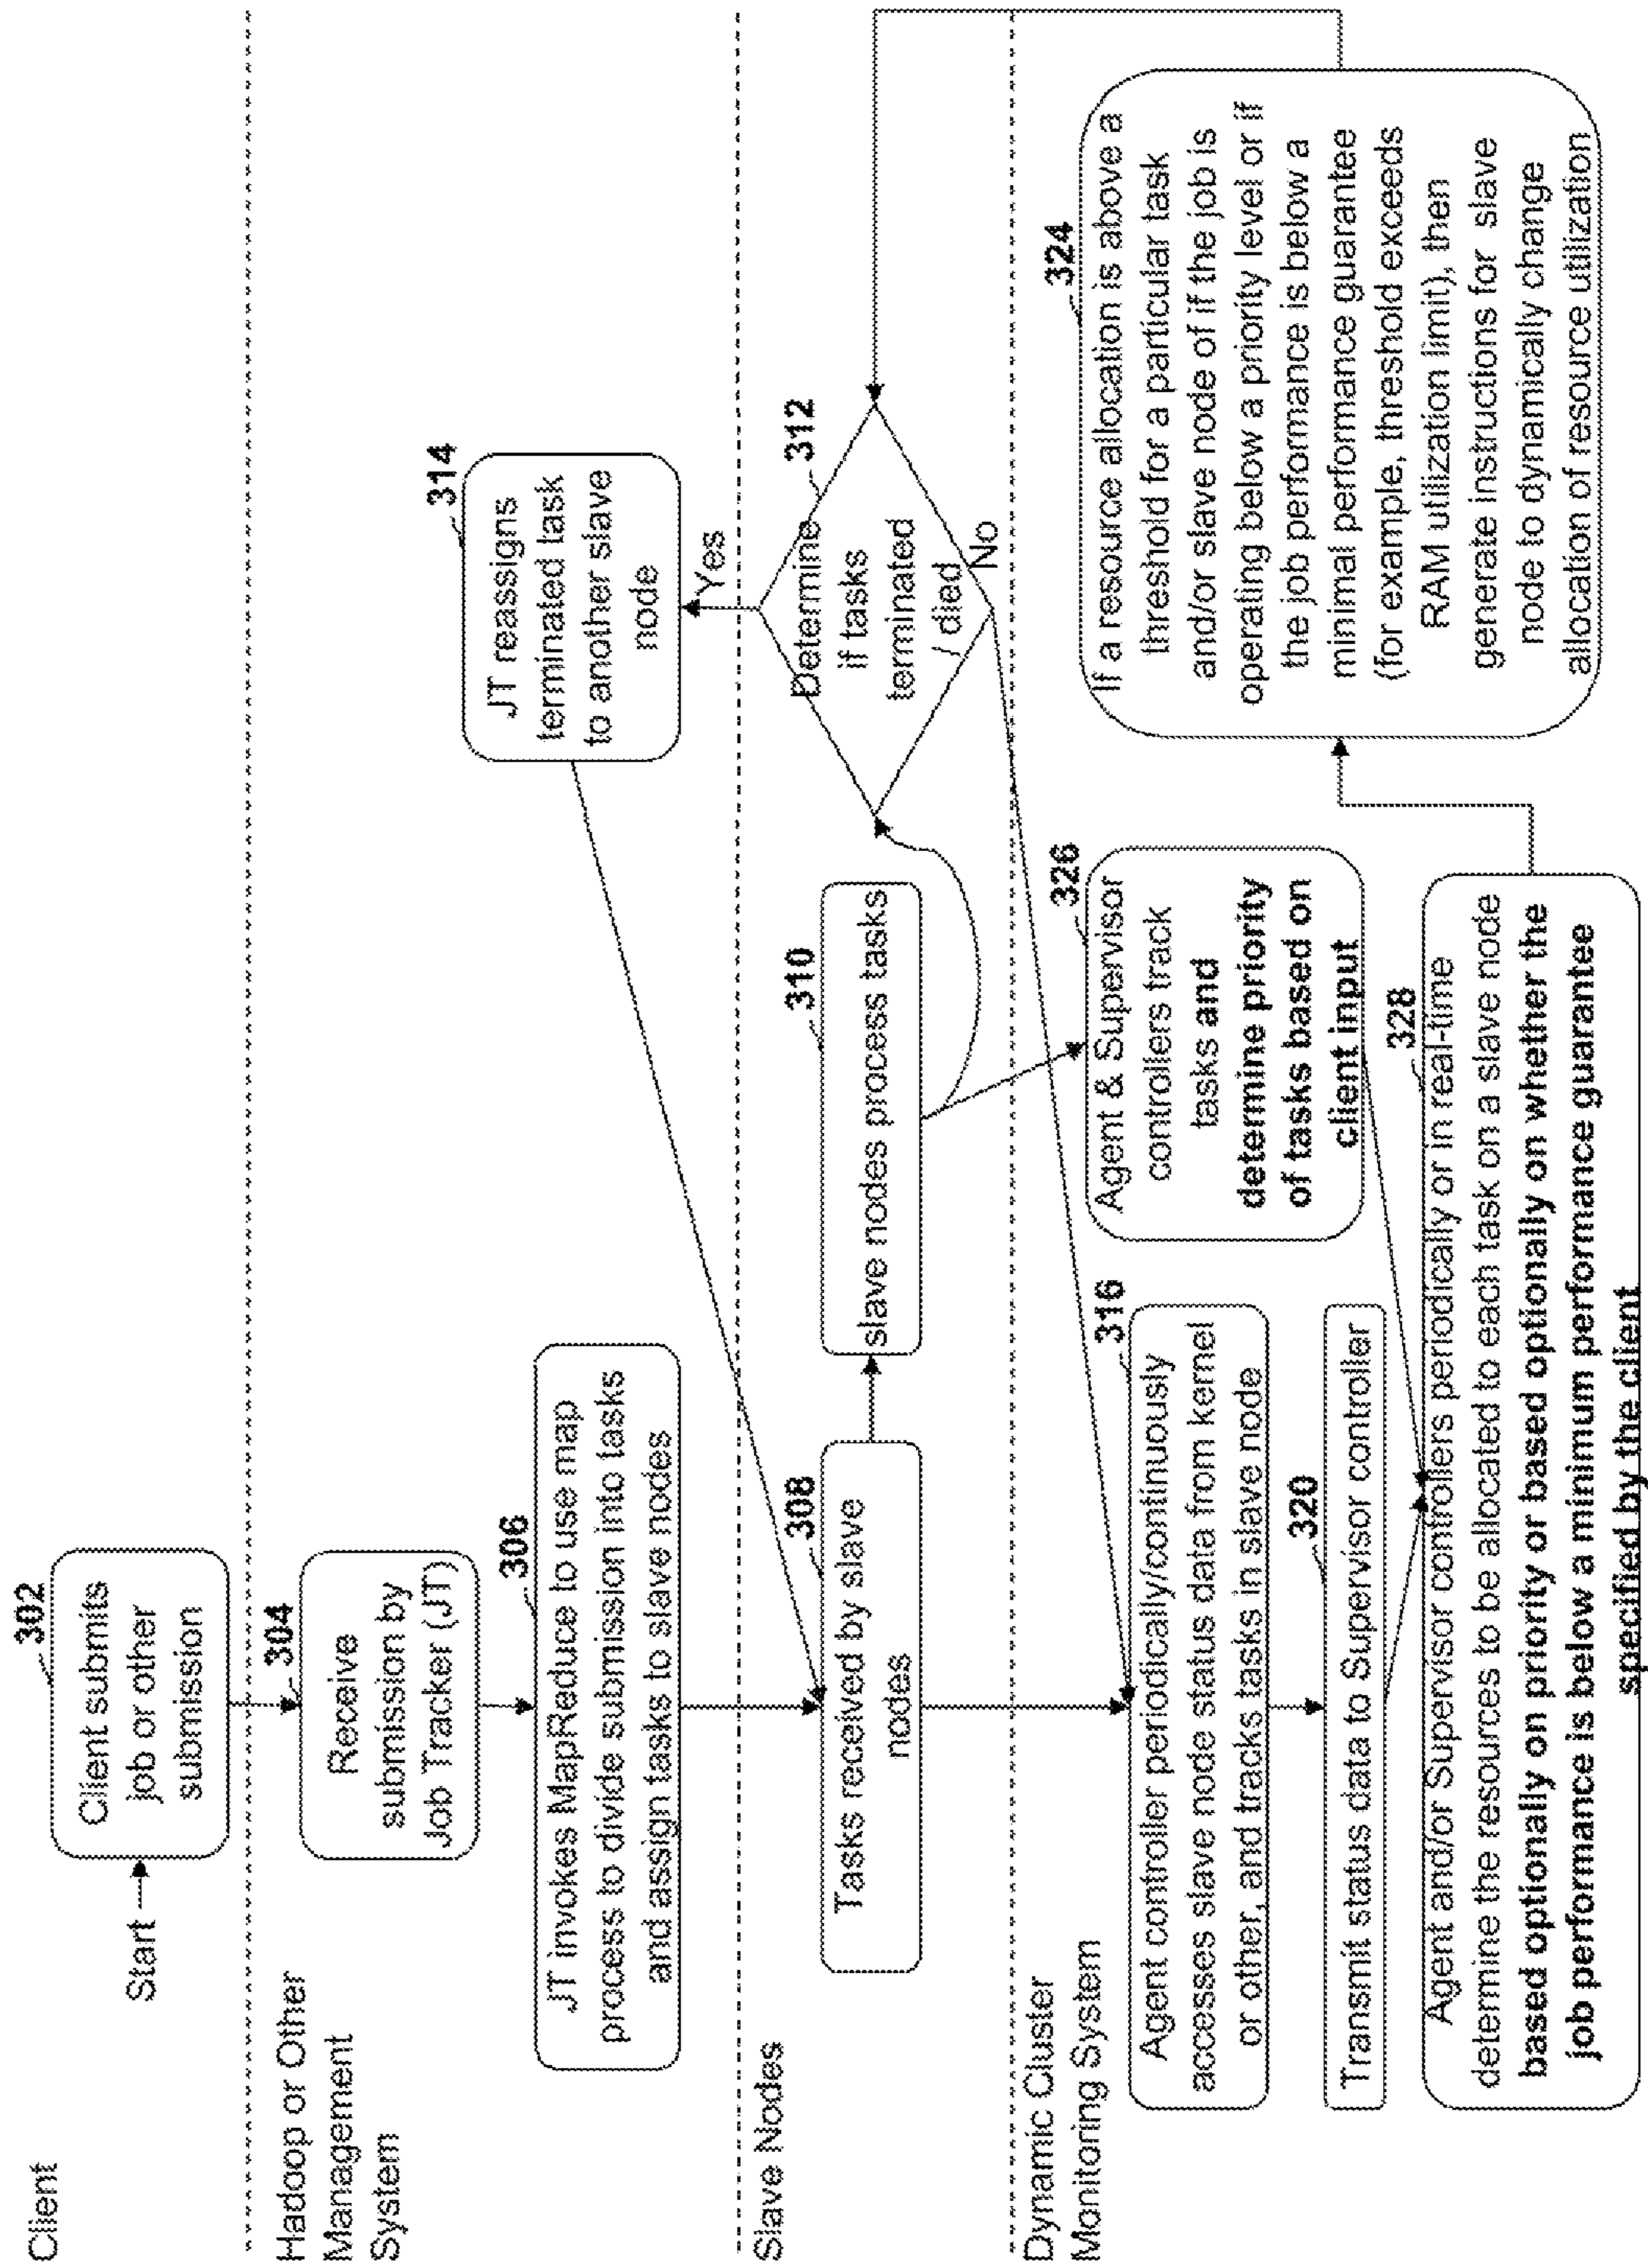 Client
Start
302
Client submits
job or other
submission
Hadoop or Other
Management
System
304
Receive
submission by
Job Tracker (JT)
306
JT invokes MapReduce to use map
process to divide submission into tasks
and assign tasks to slave nodes
314
JT reassigns
terminated task
to another slave
node
Yes
Slave Nodes
308
Tasks received by slave
nodes
310
slave nodes process tasks
312
Determine
if tasks
terminated
/ died
No
Dynamic Cluster
Monitoring System
316
Agent controller periodically/continuously
accesses slave node status data from kernel
or other, and tracks tasks in slave node
320
Transmit status data to Supervisor controller
326
Agent & Supervisor
controllers track
tasks and
determine priority
of tasks based on
client input
328
Agent and/or Supervisor controllers periodically or in real-time
determine the resources to be allocated to each task on a slave node
based optionally on priority or based optionally on whether the
job performance is below a minimum performance guarantee
specified by the client
324
If a resource allocation is above a
threshold for a particular task
and/or slave node of if the job is
operating below a priority level or if
the job performance is below a
minimal performance guarantee
(for example, threshold exceeds
RAM utilization limit), then
generate instructions for slave
node to dynamically change
allocation of resource utilization